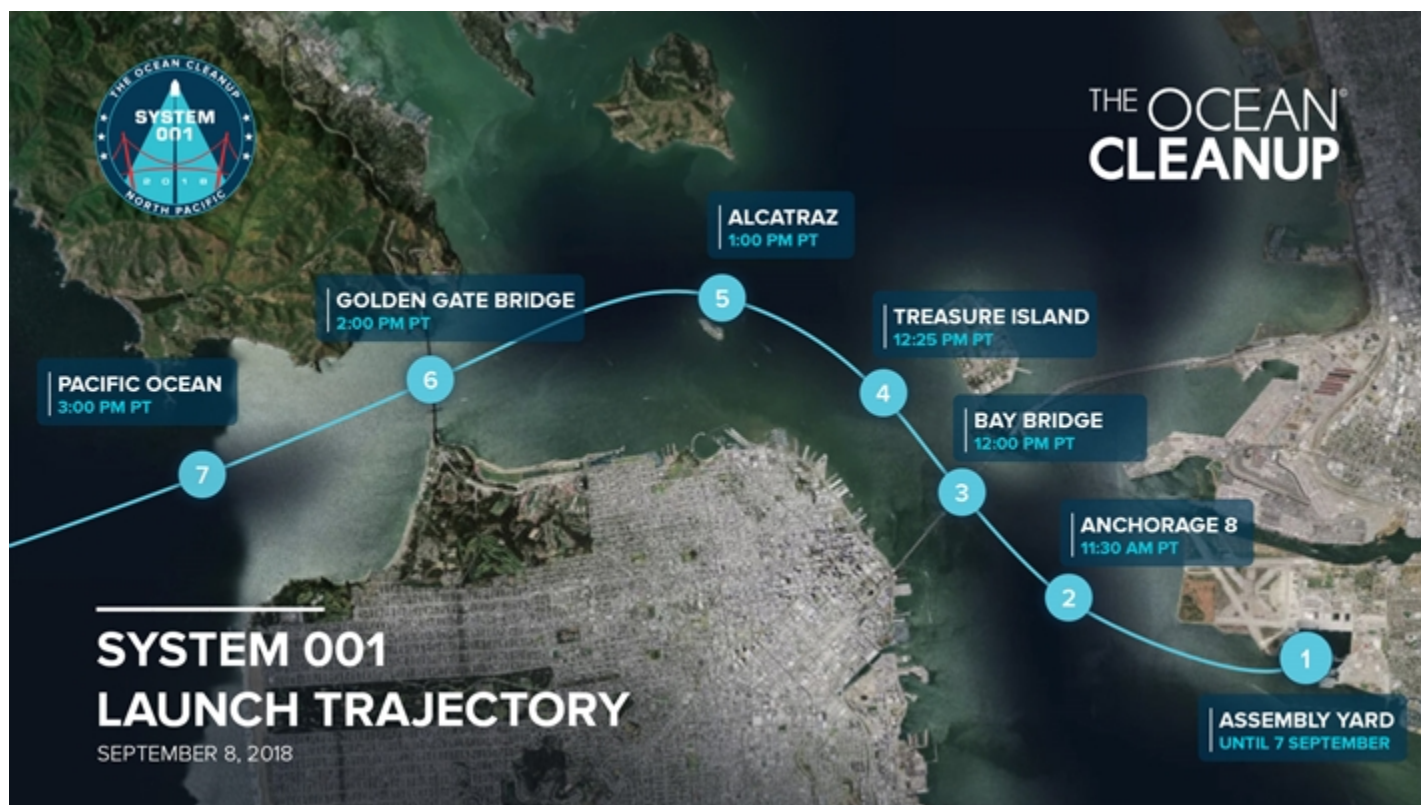 THE OCEAN CLEANUP
SYSTEM
001
2018
NORTH PACIFIC
THE OCEAN
CLEANUP
ALCATRAZ
1:00 PM PT
GOLDEN GATE BRIDGE
2:00 PM PT
TREASURE ISLAND
12:25 PM PT
PACIFIC OCEAN
3:00 PM PT
BAY BRIDGE
12:00 PM PT
ANCHORAGE 8
11:30 AM PT
5
6
4
7
3
2
1
ASSEMBLY YARD
UNTIL 7 SEPTEMBER
SYSTEM 001
LAUNCH TRAJECTORY
SEPTEMBER 8, 2018